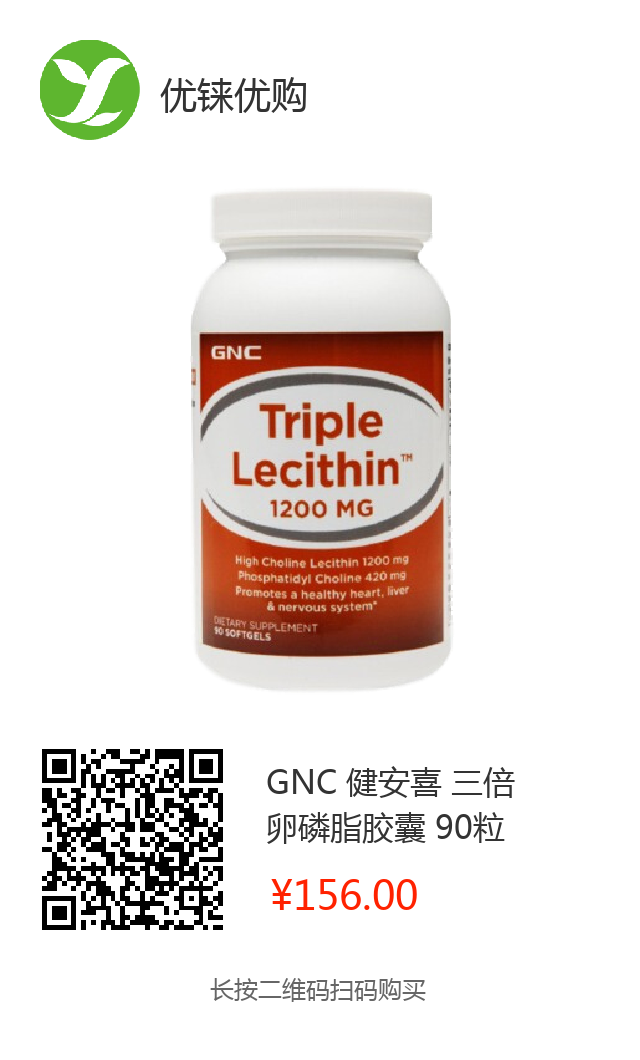 优铼优购
GNC
Triple
Lecithin™
1200 MG
High Choline Lecithin 1200 mg
Phosphatidyl Choline 420 mg
Promotes a healthy heart, liver
& nervous system*
DIETARY SUPPLEMENT
90 SOFTGELS
GNC 健安喜 三倍
卵磷脂胶囊 90粒
¥156.00
长按二维码扫码购买